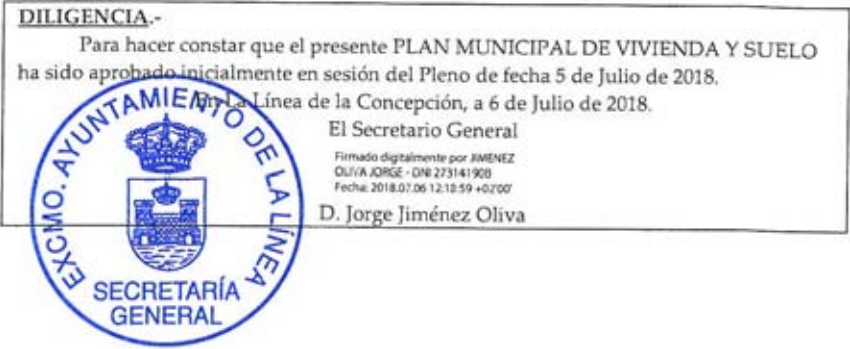 DILIGENCIA.-
Para hacer constar que el presente PLAN MUNICIPAL DE VIVIENDA Y SUELO
ha sido aprobado inicialmente en sesión del Pleno de fecha 5 de Julio de 2018.
En La Línea de la Concepción, a 6 de Julio de 2018.
El Secretario General
Firmado digitalmente por JIMENEZ
OLIVA JORGE - DNI 27314190B
Fecha: 2018.07.06 12:18:59 +02'00'
D. Jorge Jiménez Oliva
EXCMO. AYUNTAMIENTO DE LA LÍNEA
SECRETARÍA
GENERAL